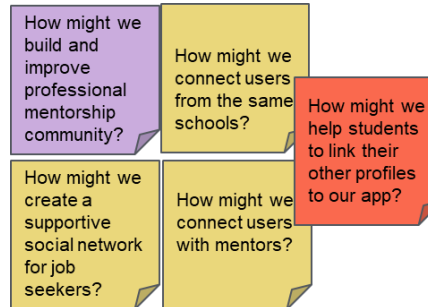 How might we
build and
improve
professional
mentorship
community?
How might we
connect users
from the same
schools?
How might we
help students
to link their
other profiles
to our app?
How might we
create a
supportive
social network
for job
seekers?
How might we
connect users
with mentors?